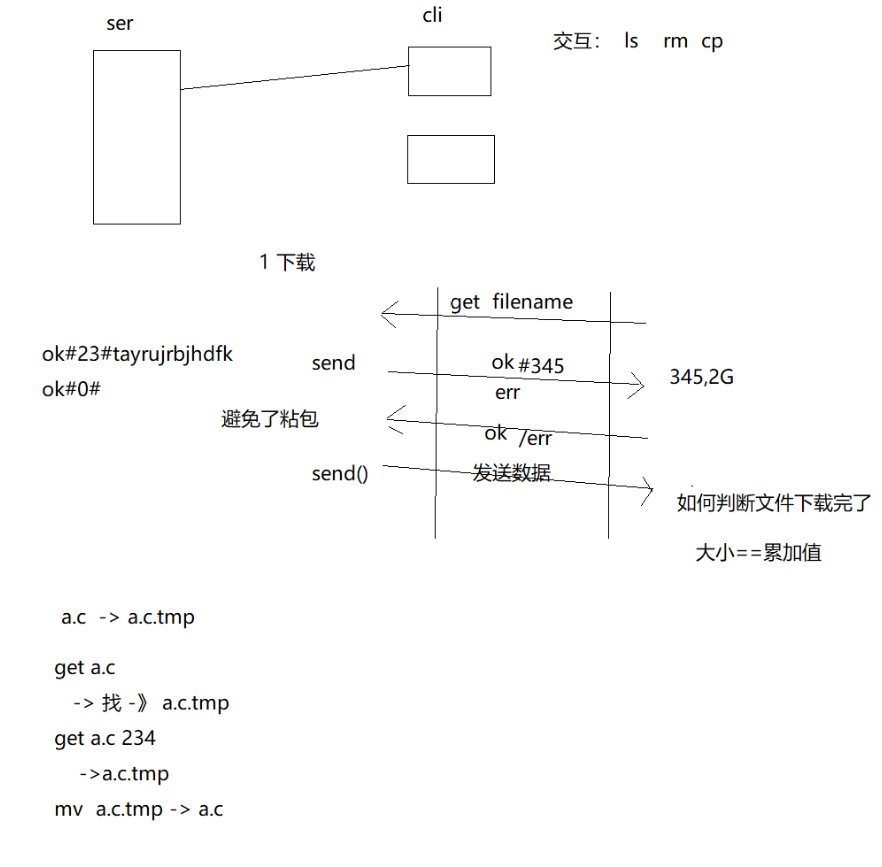 ser
cli
交互： ls rm cp
1 下载
get filename
ok#23#tayrujrbjhdfk
send
ok #345
345,2G
ok#0#
err
避免了粘包
ok /err
send()
发送数据
如何判断文件下载完了
大小==累加值
a.c -> a.c.tmp
get a.c
-> 找 -》 a.c.tmp
get a.c 234
->a.c.tmp
mv a.c.tmp -> a.c